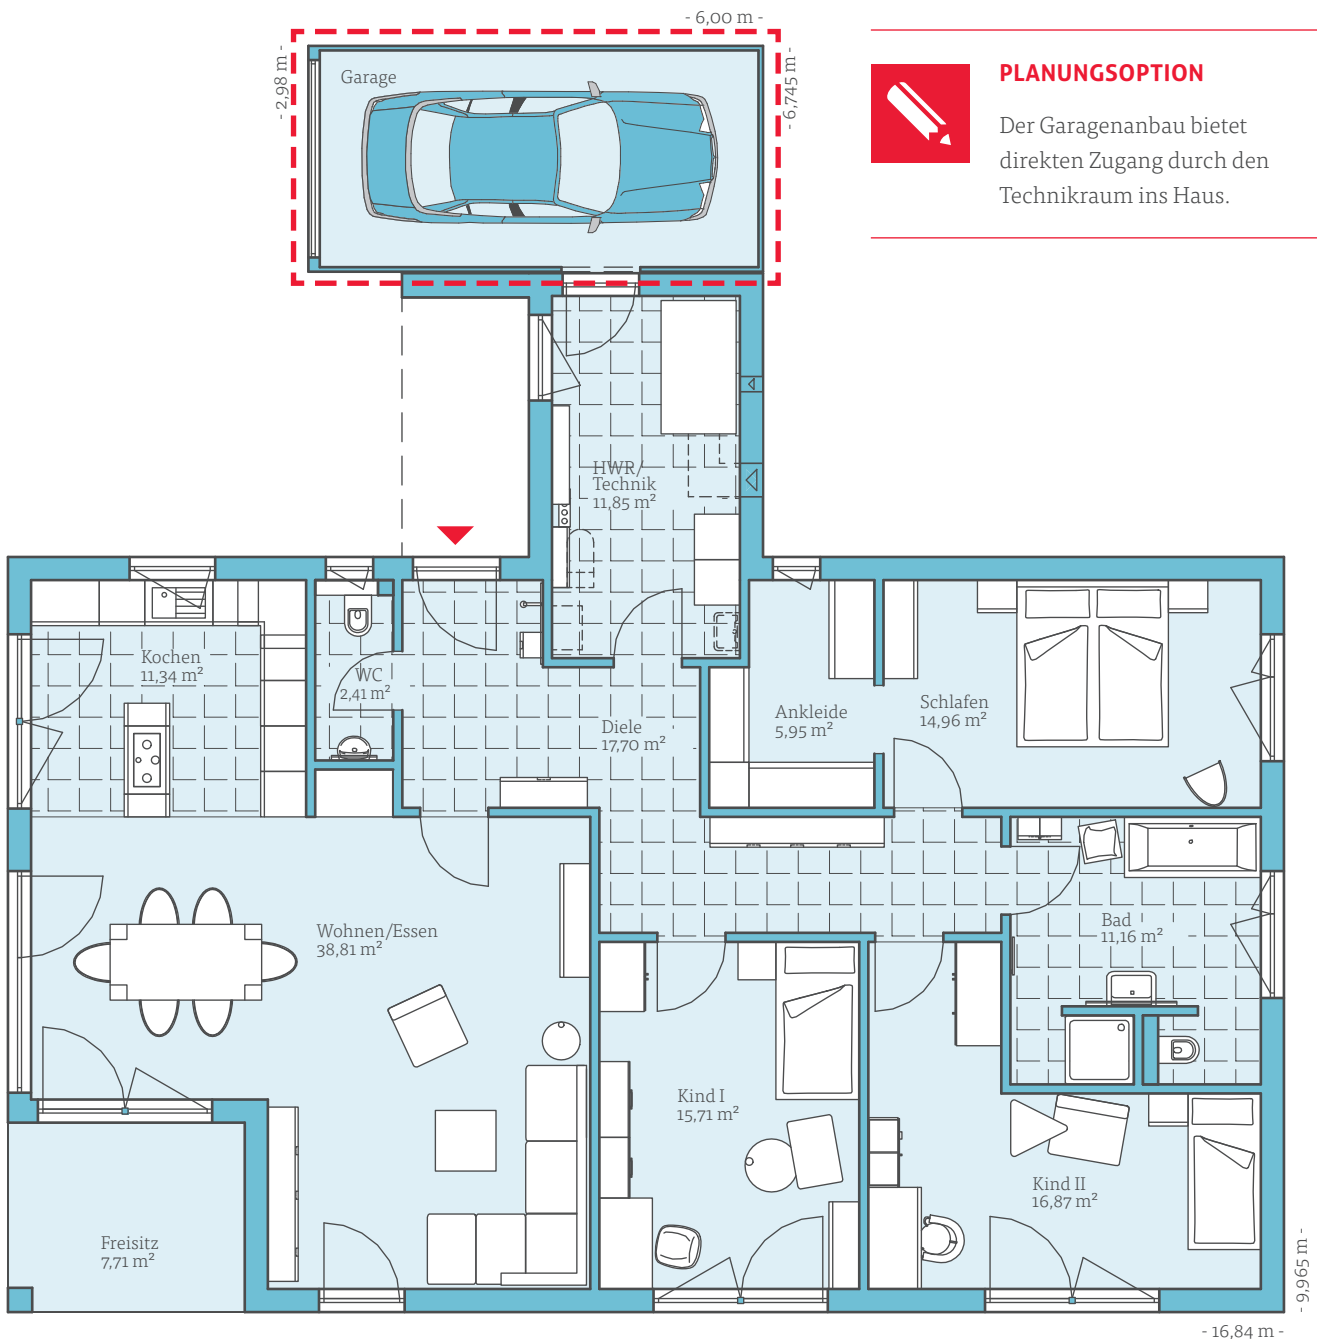 - 6,00 m -
- 2,98 m -
- 6,745 m -
Garage
PLANUNGSOPTION
Der Garagenanbau bietet
direkten Zugang durch den
Technikraum ins Haus.
HWR/
Technik
11,85 m²
Kochen
11,34 m²
WC
2,41 m²
Diele
17,70 m²
Ankleide
5,95 m²
Schlafen
14,96 m²
Wohnen/Essen
38,81 m²
Bad
11,16 m²
Kind I
15,71 m²
Kind II
16,87 m²
Freisitz
7,71 m²
- 9,965 m -
- 16,84 m -